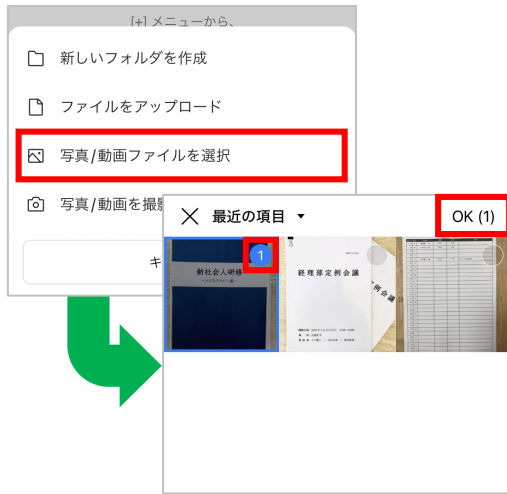 [+] メニューから、
新しいフォルダを作成
ファイルをアップロード
写真/動画ファイルを選択
写真/動画を撮影
キ
最近の項目
OK (1)
1
新社会人研修
経理部定例会議